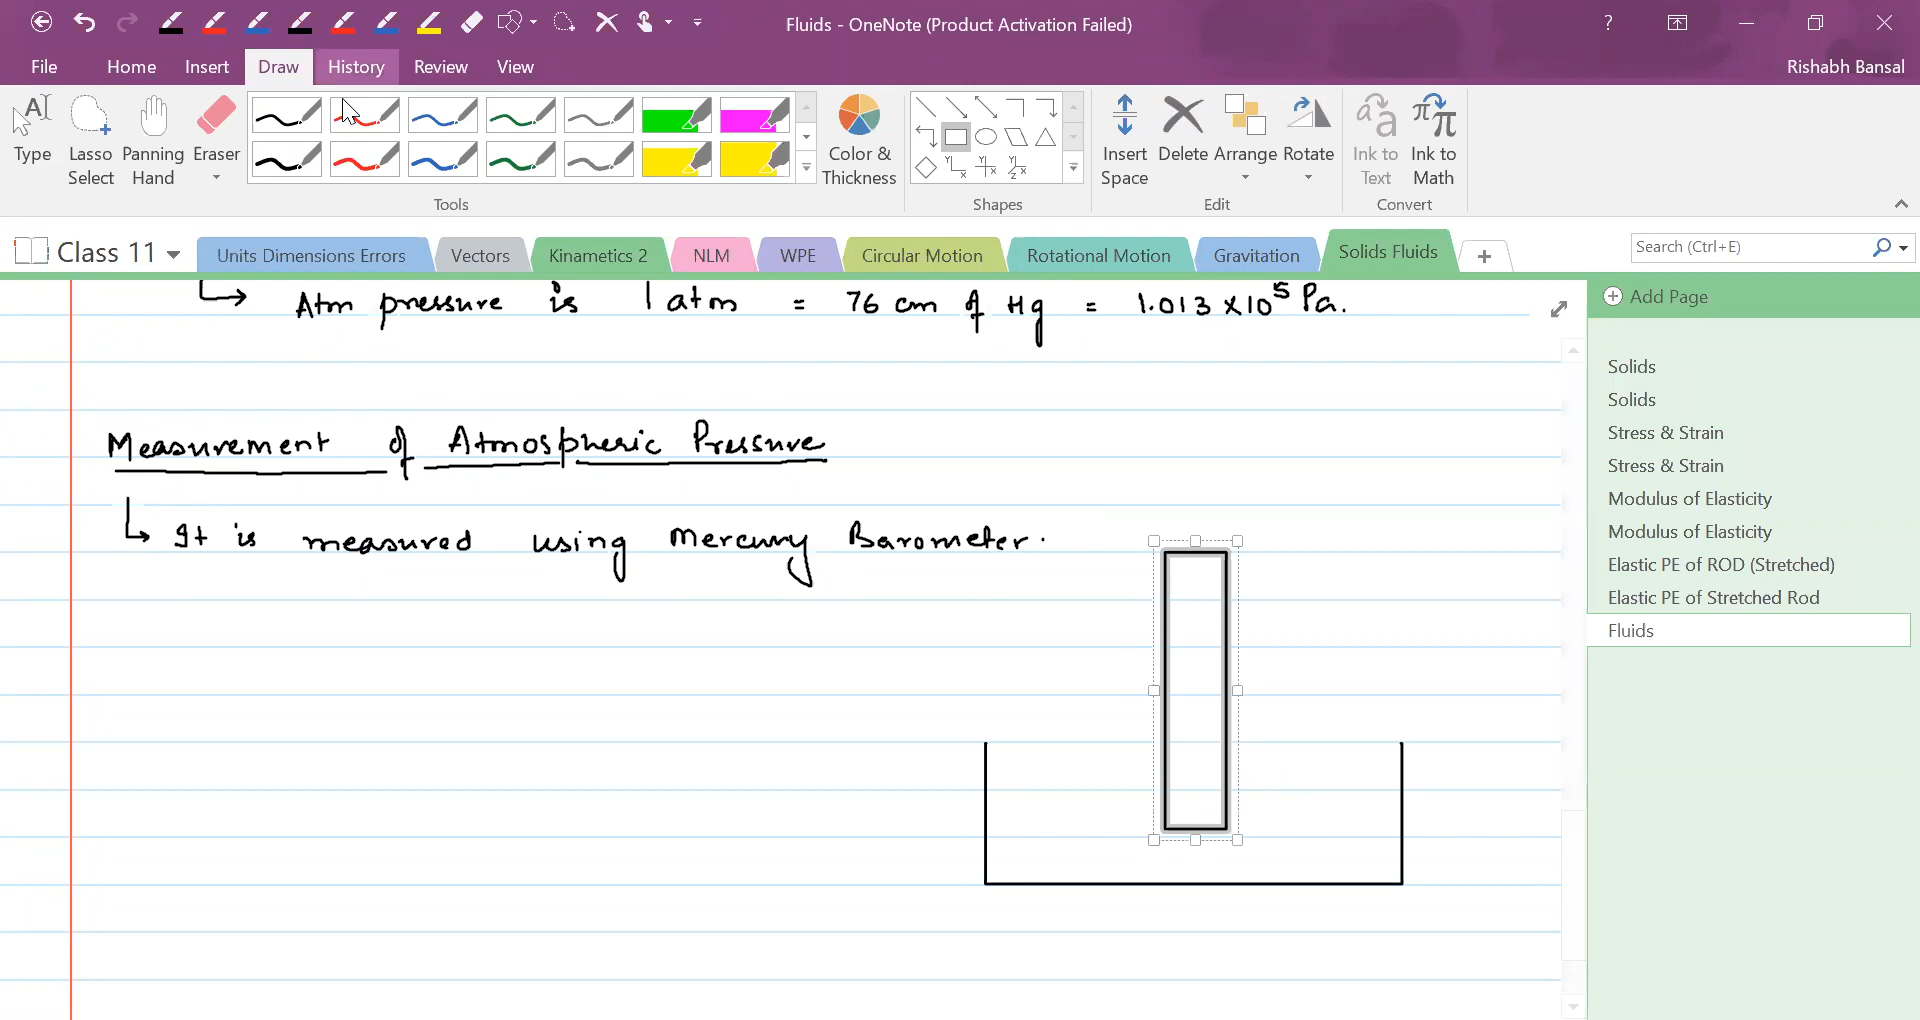 Fluids - OneNote (Product Activation Failed)
?
File Home Insert Draw History Review View
Rishabh Bansal
Type
Lasso Select
Panning Hand
Eraser
Color & Thickness
Insert Space
Delete
Arrange
Rotate
Ink to Text
Ink to Math
Tools
Shapes
Edit
Convert
Class 11
Units Dimensions Errors
Vectors
Kinametics 2
NLM
WPE
Circular Motion
Rotational Motion
Gravitation
Solids Fluids
+
Search (Ctrl+E)
Atm pressure is 1 atm = 76 cm of Hg = 1.013 x10⁵ Pa.
Measurement of Atmospheric Pressure
It is measured using Mercury Barometer.
Add Page
Solids
Solids
Stress & Strain
Stress & Strain
Modulus of Elasticity
Modulus of Elasticity
Elastic PE of ROD (Stretched)
Elastic PE of Stretched Rod
Fluids